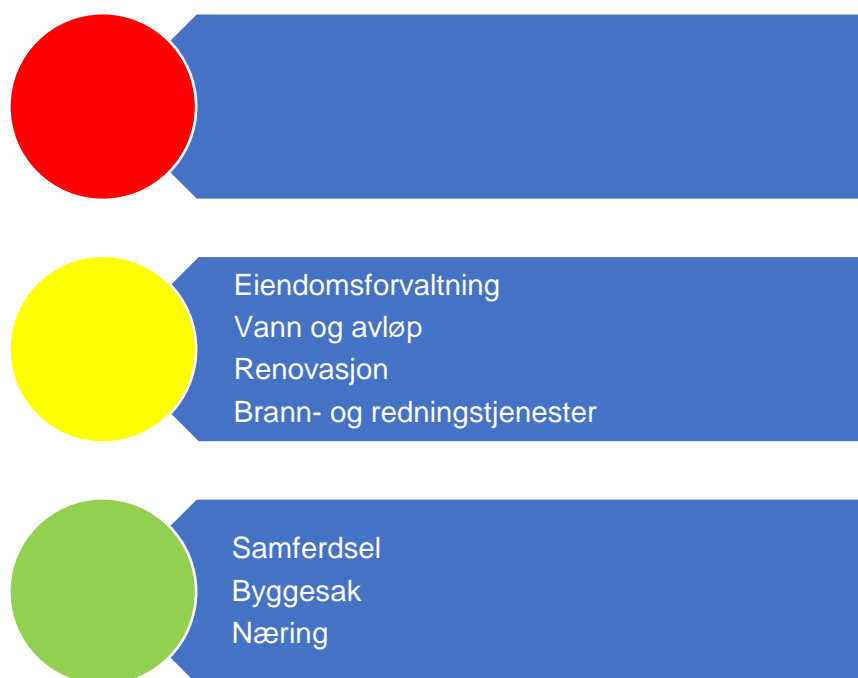 Eiendomsforvaltning
Vann og avløp
Renovasjon
Brann- og redningstjenester
Samferdsel
Byggesak
Næring